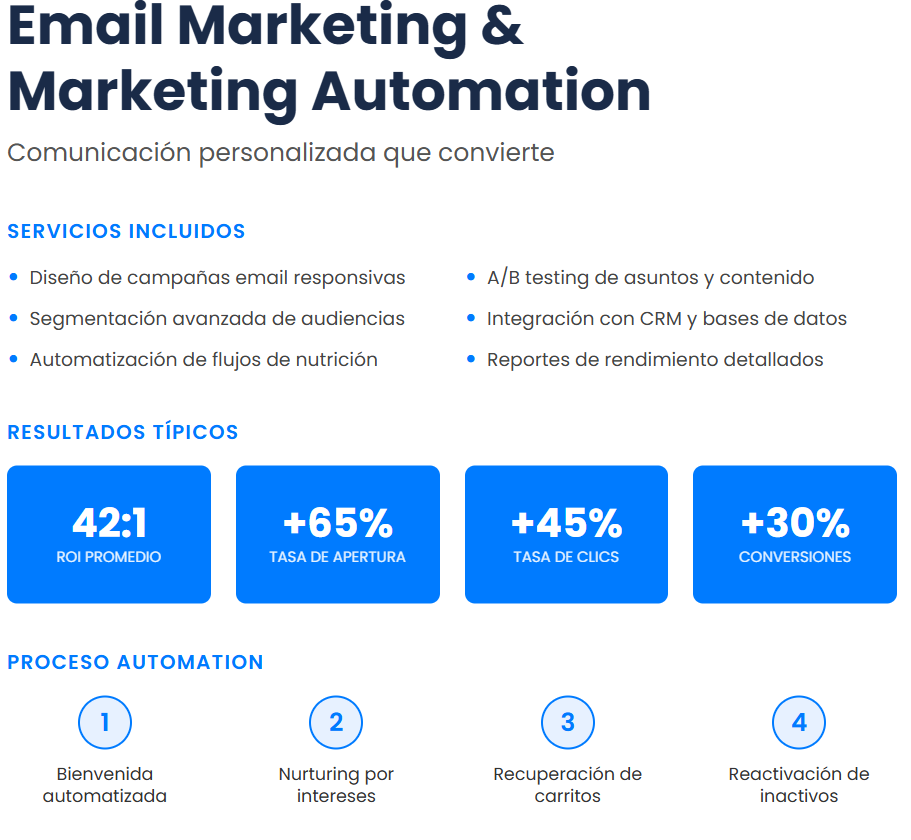 Email Marketing &
Marketing Automation
Comunicación personalizada que convierte
SERVICIOS INCLUIDOS
Diseño de campañas email responsivas
Segmentación avanzada de audiencias
Automatización de flujos de nutrición
A/B testing de asuntos y contenido
Integración con CRM y bases de datos
Reportes de rendimiento detallados
RESULTADOS TÍPICOS
42:1
ROI PROMEDIO
+65%
TASA DE APERTURA
+45%
TASA DE CLICS
+30%
CONVERSIONES
PROCESO AUTOMATION
1
Bienvenida
automatizada
2
Nurturing por
intereses
3
Recuperación de
carritos
4
Reactivación de
inactivos